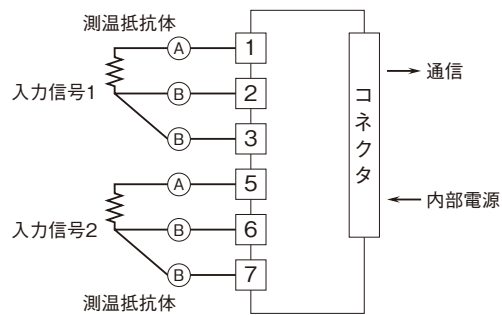 測温抵抗体
A 1
入力信号1
B 2
B 3
A 5
入力信号2
B 6
B 7
測温抵抗体
コネクタ
通信
内部電源